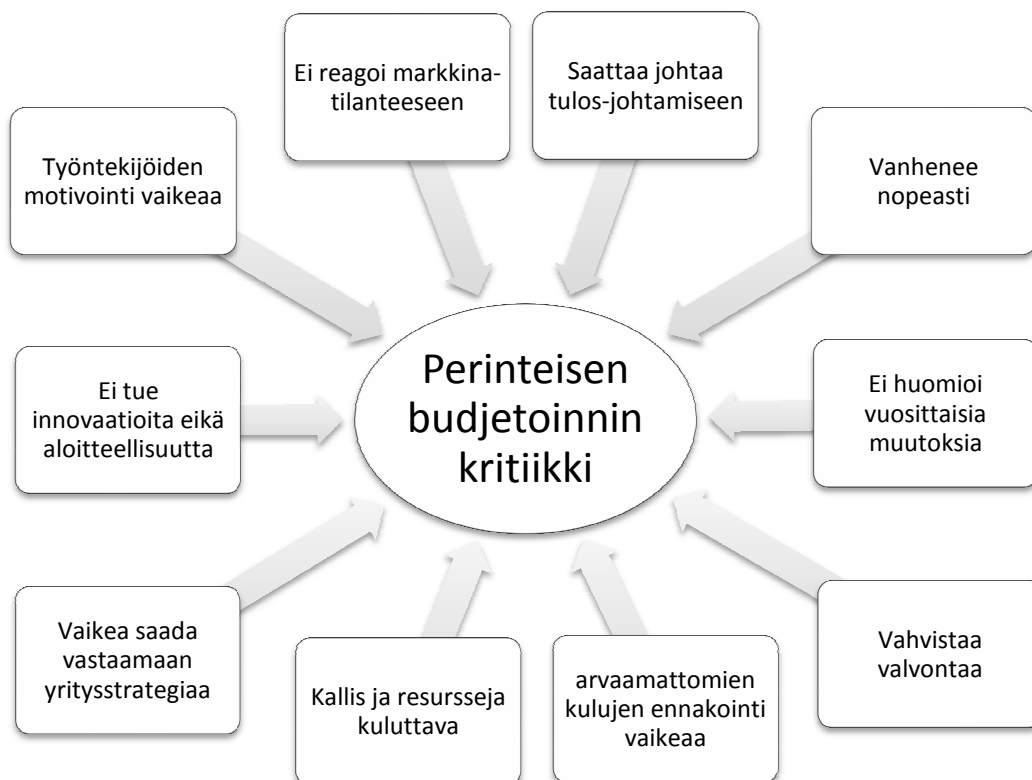 Ei reagoi markkina-
tilanteeseen
Saattaa johtaa
tulos-johtamiseen
Työntekijöiden
motivointi vaikeaa
Vanhenee
nopeasti
Perinteisen
budjetoinnin
kritiikki
Ei tue
innovaatioita eikä
aloitteellisuutta
Ei huomioi
vuosittaisia
muutoksia
Vaikea saada
vastaamaan
yritysstrategiaa
Kallis ja resursseja
kuluttava
arvaamattomien
kulujen ennakointi
vaikeaa
Vahvistaa
valvontaa